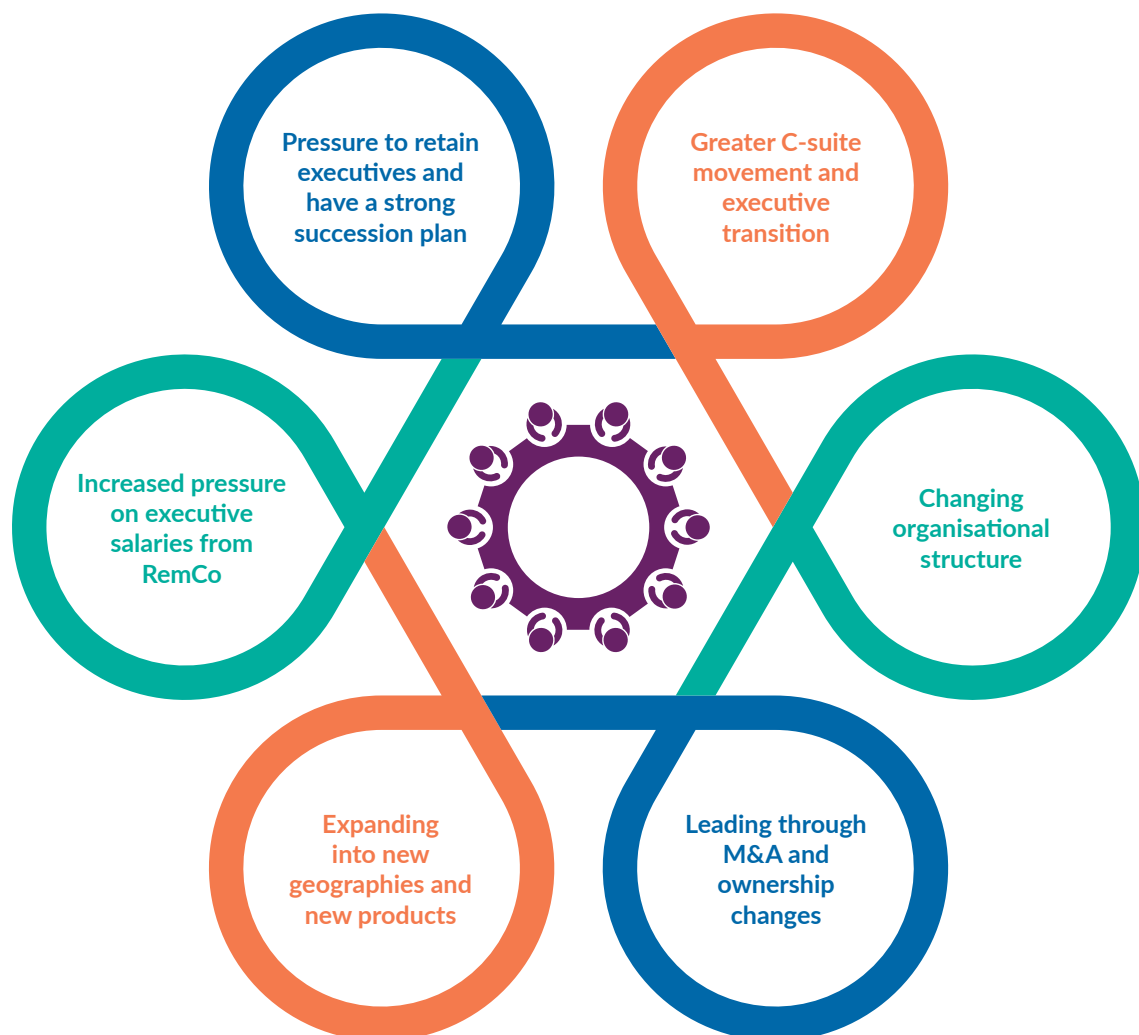 Pressure to retain
executives and
have a strong
succession plan
Greater C-suite
movement and
executive
transition
Increased pressure
on executive
salaries from
RemCo
Changing
organisational
structure
Expanding
into new
geographies and
new products
Leading through
M&A and
ownership
changes